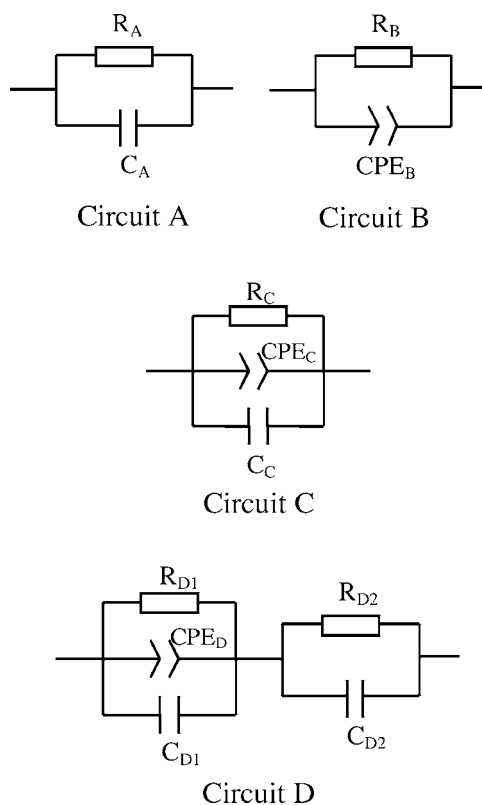 R_A
R_B
C_A
CPE_B
Circuit A
Circuit B
R_C
CPE_C
C_C
Circuit C
R_D1
R_D2
CPE_D
C_D1
C_D2
Circuit D